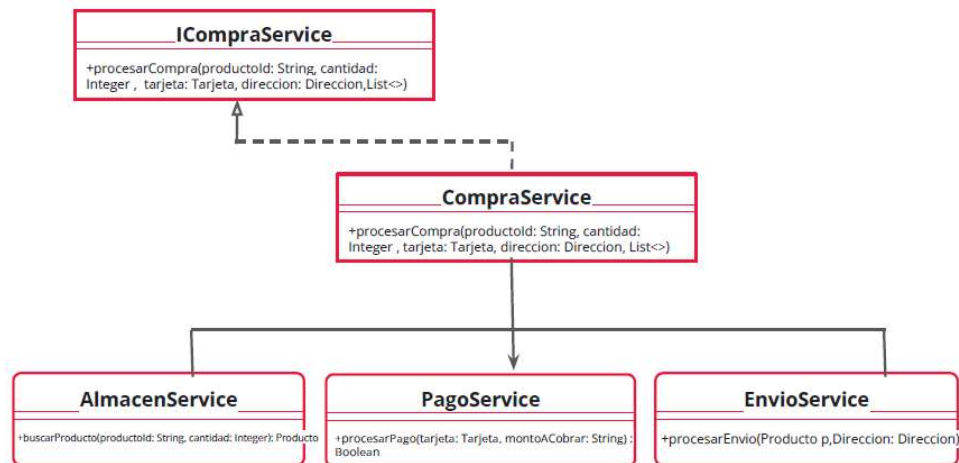 ICompraService
+procesarCompra(productoId: String, cantidad:
Integer , tarjeta: Tarjeta, direccion: Direccion,List<>)
CompraService
+procesarCompra(productoId: String, cantidad:
Integer , tarjeta: Tarjeta, direccion: Direccion, List<>)
AlmacenService
+buscarProducto(productoId: String, cantidad: Integer): Producto
PagoService
+procesarPago(tarjeta: Tarjeta, montoACobrar: String) :
Boolean
EnvioService
+procesarEnvio(Producto p,Direccion: Direccion)